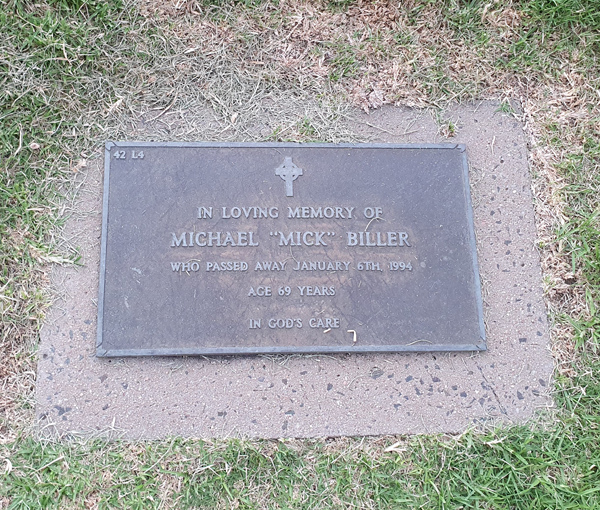 42 L4
IN LOVING MEMORY OF
MICHAEL "MICK" BILLER
WHO PASSED AWAY JANUARY 6TH, 1994
AGE 69 YEARS
IN GOD'S CARE